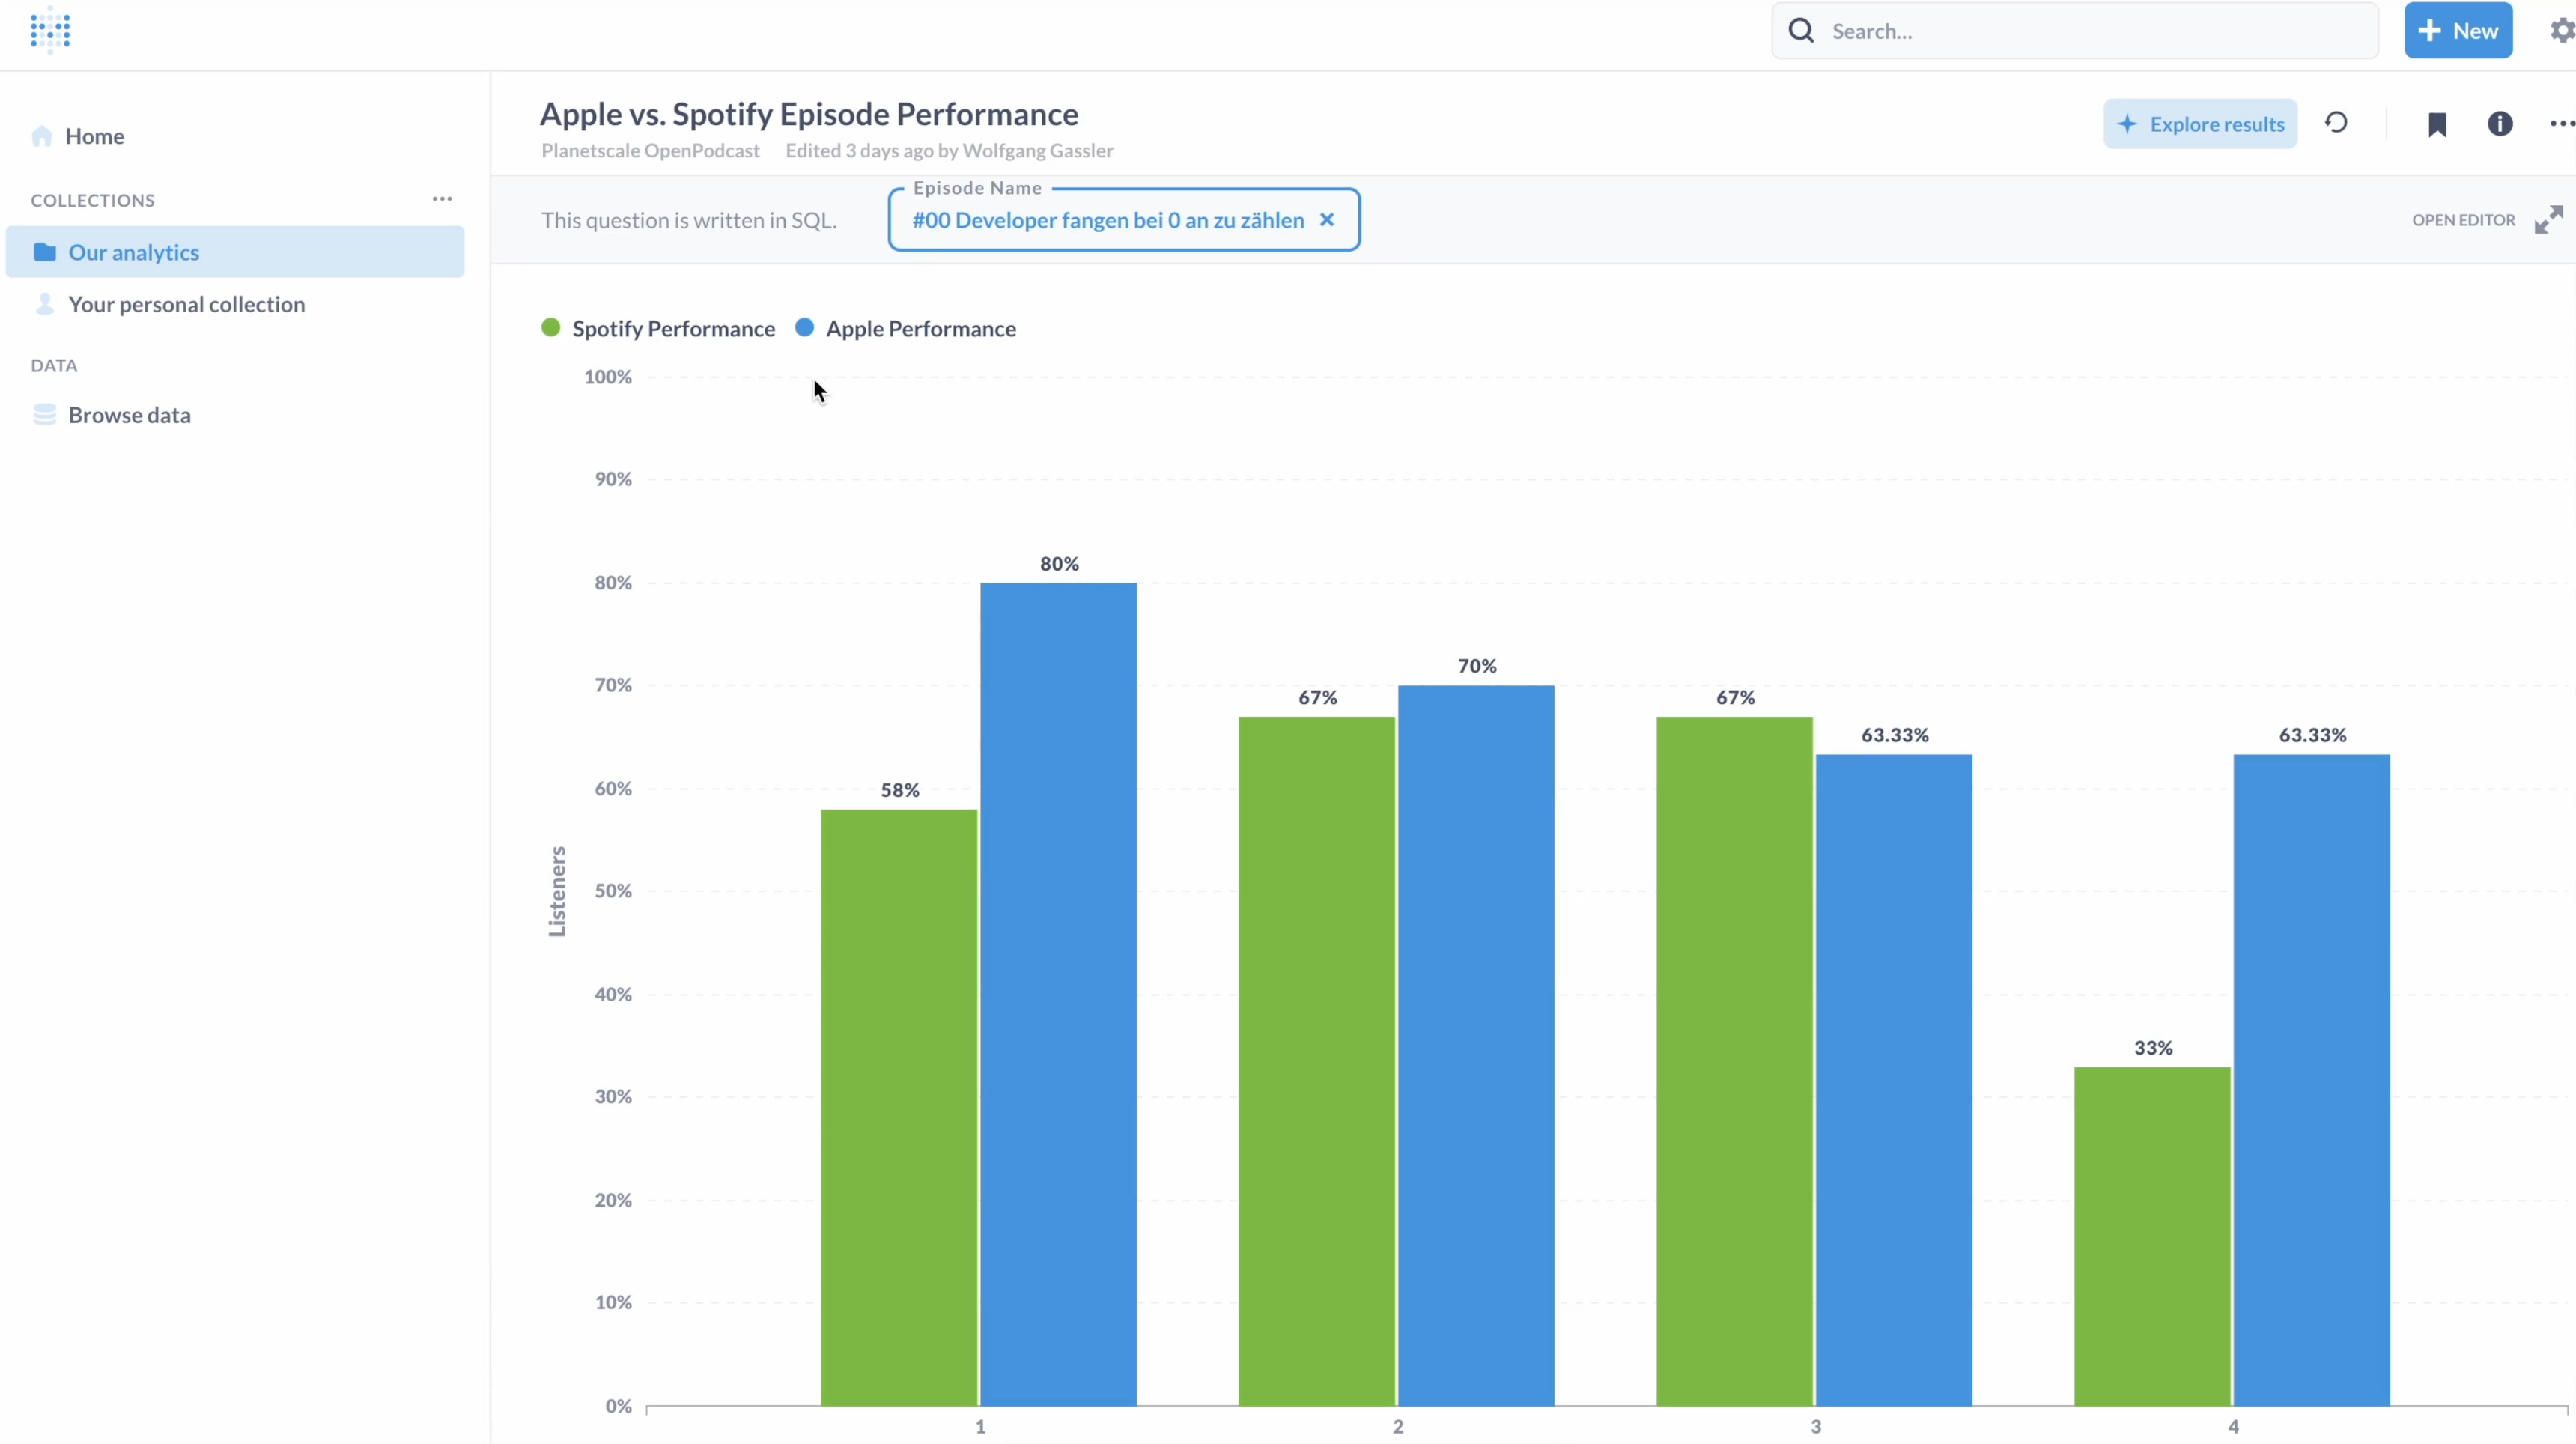 Search...
New
Home
COLLECTIONS
Our analytics
Your personal collection
DATA
Browse data
Apple vs. Spotify Episode Performance
Planetscale OpenPodcast Edited 3 days ago by Wolfgang Gassler
Explore results
This question is written in SQL.
Episode Name
#00 Developer fangen bei 0 an zu zählen
OPEN EDITOR
Spotify Performance Apple Performance
100%
90%
80%
70%
60%
50%
40%
30%
20%
10%
0%
Listeners
58%
80%
67%
70%
67%
63.33%
33%
63.33%
1 2 3 4